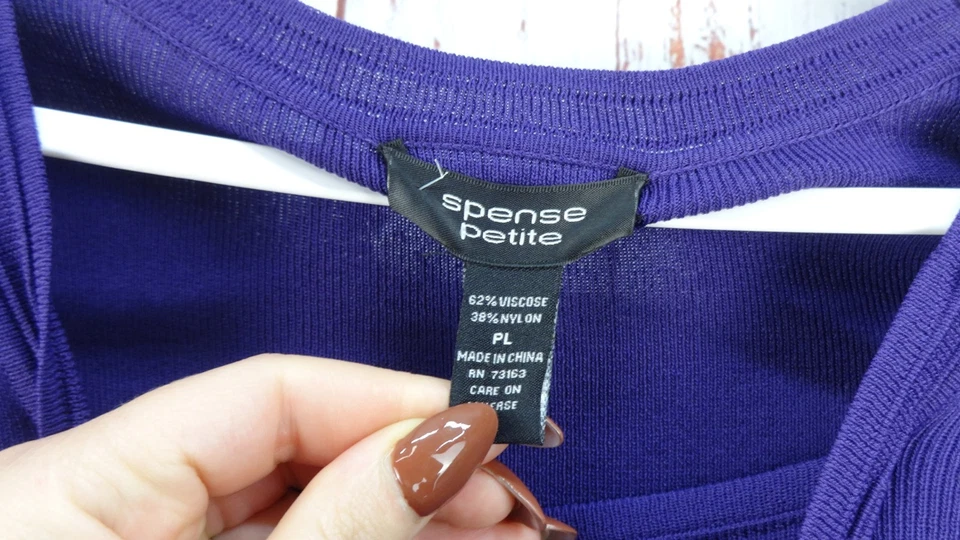 spense
petite
62% VISCOSE
38% NYLON
PL
MADE IN CHINA
RN 73163
CARE ON